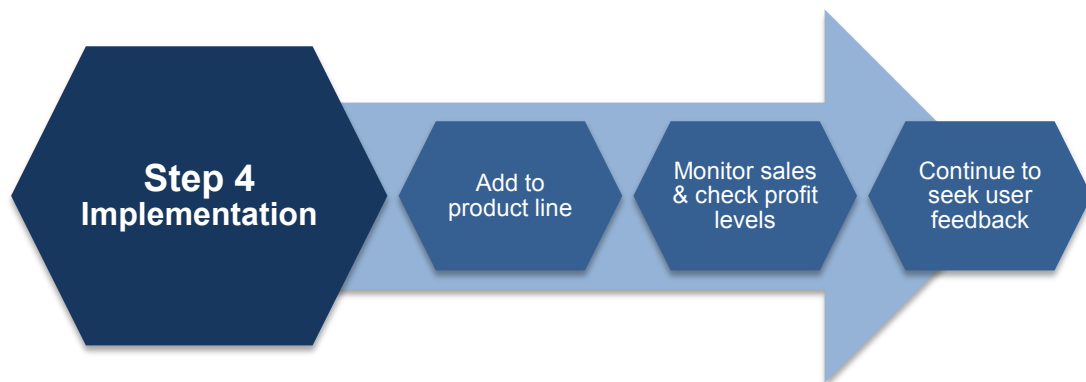 Step 4
Implementation
Add to
product line
Monitor sales
& check profit
levels
Continue to
seek user
feedback